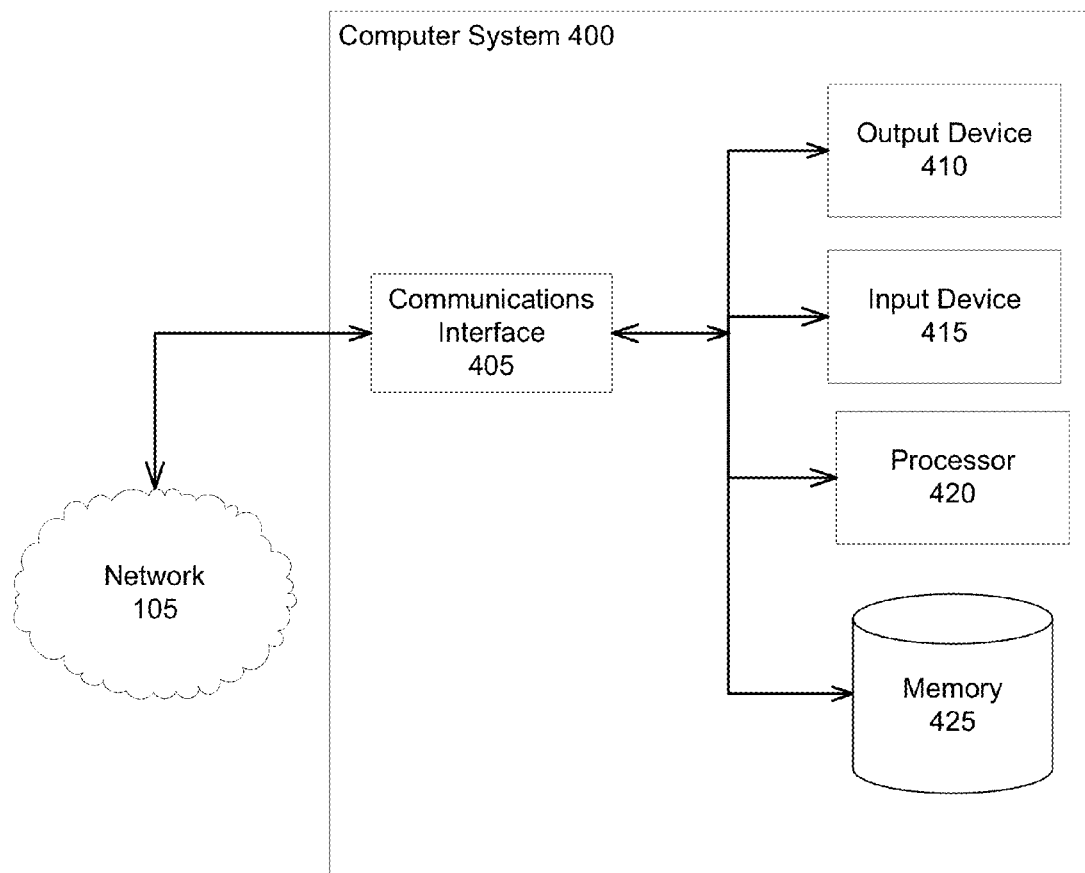 Computer System 400
Output Device
410
Communications
Interface
405
Input Device
415
Processor
420
Network
105
Memory
425